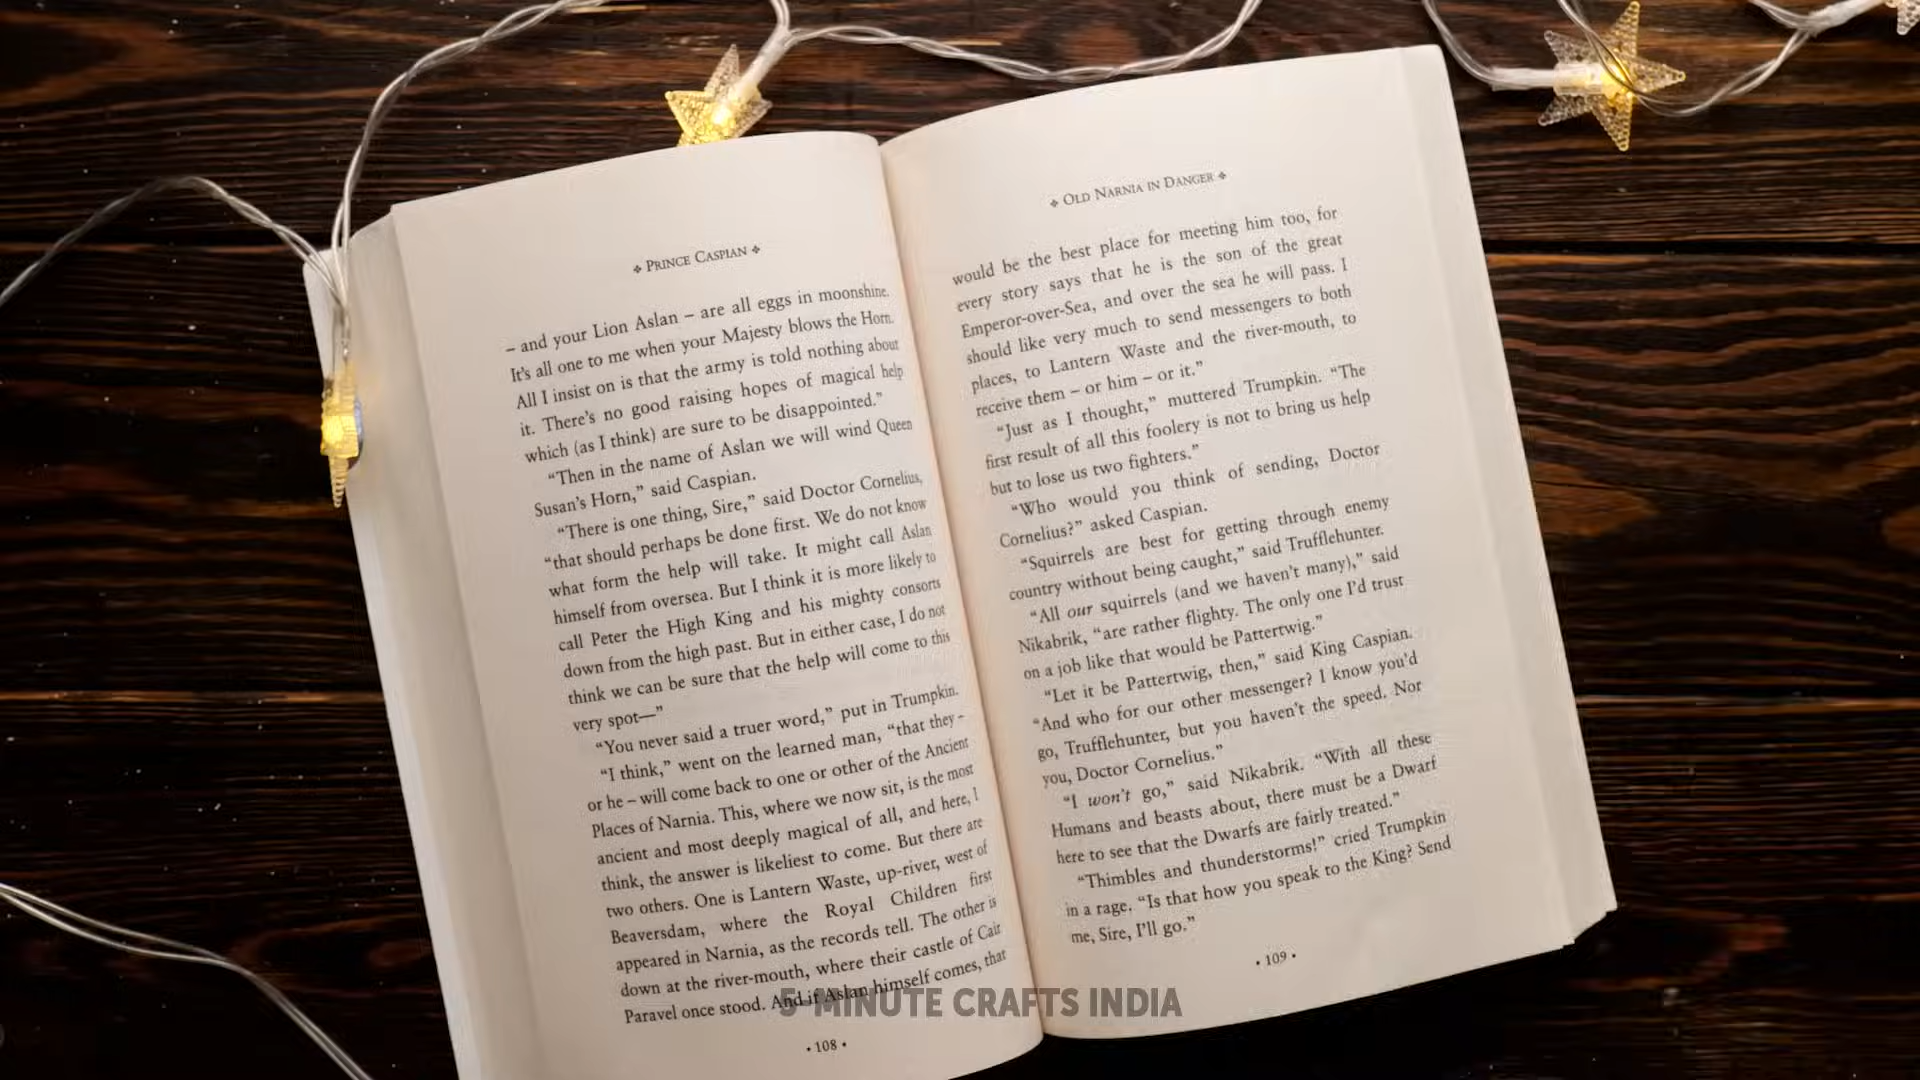 ❖ PRINCE CASPIAN ❖
– and your Lion Aslan – are all eggs in moonshine.
It's all one to me when your Majesty blows the Horn.
All I insist on is that the army is told nothing about
it. There's no good raising hopes of magical help
which (as I think) are sure to be disappointed.”
“Then in the name of Aslan we will wind Queen
Susan's Horn,” said Caspian.
“There is one thing, Sire,” said Doctor Cornelius,
“that should perhaps be done first. We do not know
what form the help will take. It might call Aslan
himself from oversea. But I think it is more likely to
call Peter the High King and his mighty consorts
down from the high past. But in either case, I do not
think we can be sure that the help will come to this
very spot—”
“You never said a truer word,” put in Trumpkin.
“I think,” went on the learned man, “that they –
or he – will come back to one or other of the Ancient
Places of Narnia. This, where we now sit, is the most
ancient and most deeply magical of all, and here, I
think, the answer is likeliest to come. But there are
two others. One is Lantern Waste, up-river, west of
Beaversdam, where the Royal Children first
appeared in Narnia, as the records tell. The other is
down at the river-mouth, where their castle of Cair
Paravel once stood. And if Aslan himself comes, that
• 108 •
❖ OLD NARNIA IN DANGER ❖
would be the best place for meeting him too, for
every story says that he is the son of the great
Emperor-over-Sea, and over the sea he will pass. I
should like very much to send messengers to both
places, to Lantern Waste and the river-mouth, to
receive them – or him – or it.”
“Just as I thought,” muttered Trumpkin. “The
first result of all this foolery is not to bring us help
but to lose us two fighters.”
“Who would you think of sending, Doctor
Cornelius?” asked Caspian.
“Squirrels are best for getting through enemy
country without being caught,” said Trufflehunter.
“All our squirrels (and we haven't many),” said
Nikabrik, “are rather flighty. The only one I'd trust
on a job like that would be Pattertwig.”
“Let it be Pattertwig, then,” said King Caspian.
“And who for our other messenger? I know you'd
go, Trufflehunter, but you haven't the speed. Nor
you, Doctor Cornelius.”
“I won't go,” said Nikabrik. “With all these
Humans and beasts about, there must be a Dwarf
here to see that the Dwarfs are fairly treated.”
“Thimbles and thunderstorms!” cried Trumpkin
in a rage. “Is that how you speak to the King? Send
me, Sire, I'll go.”
• 109 •
5-MINUTE CRAFTS INDIA